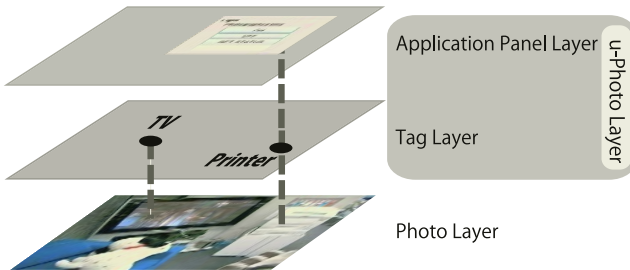 Application Panel Layer
u-Photo Layer
TV
Tag Layer
Printer
Photo Layer